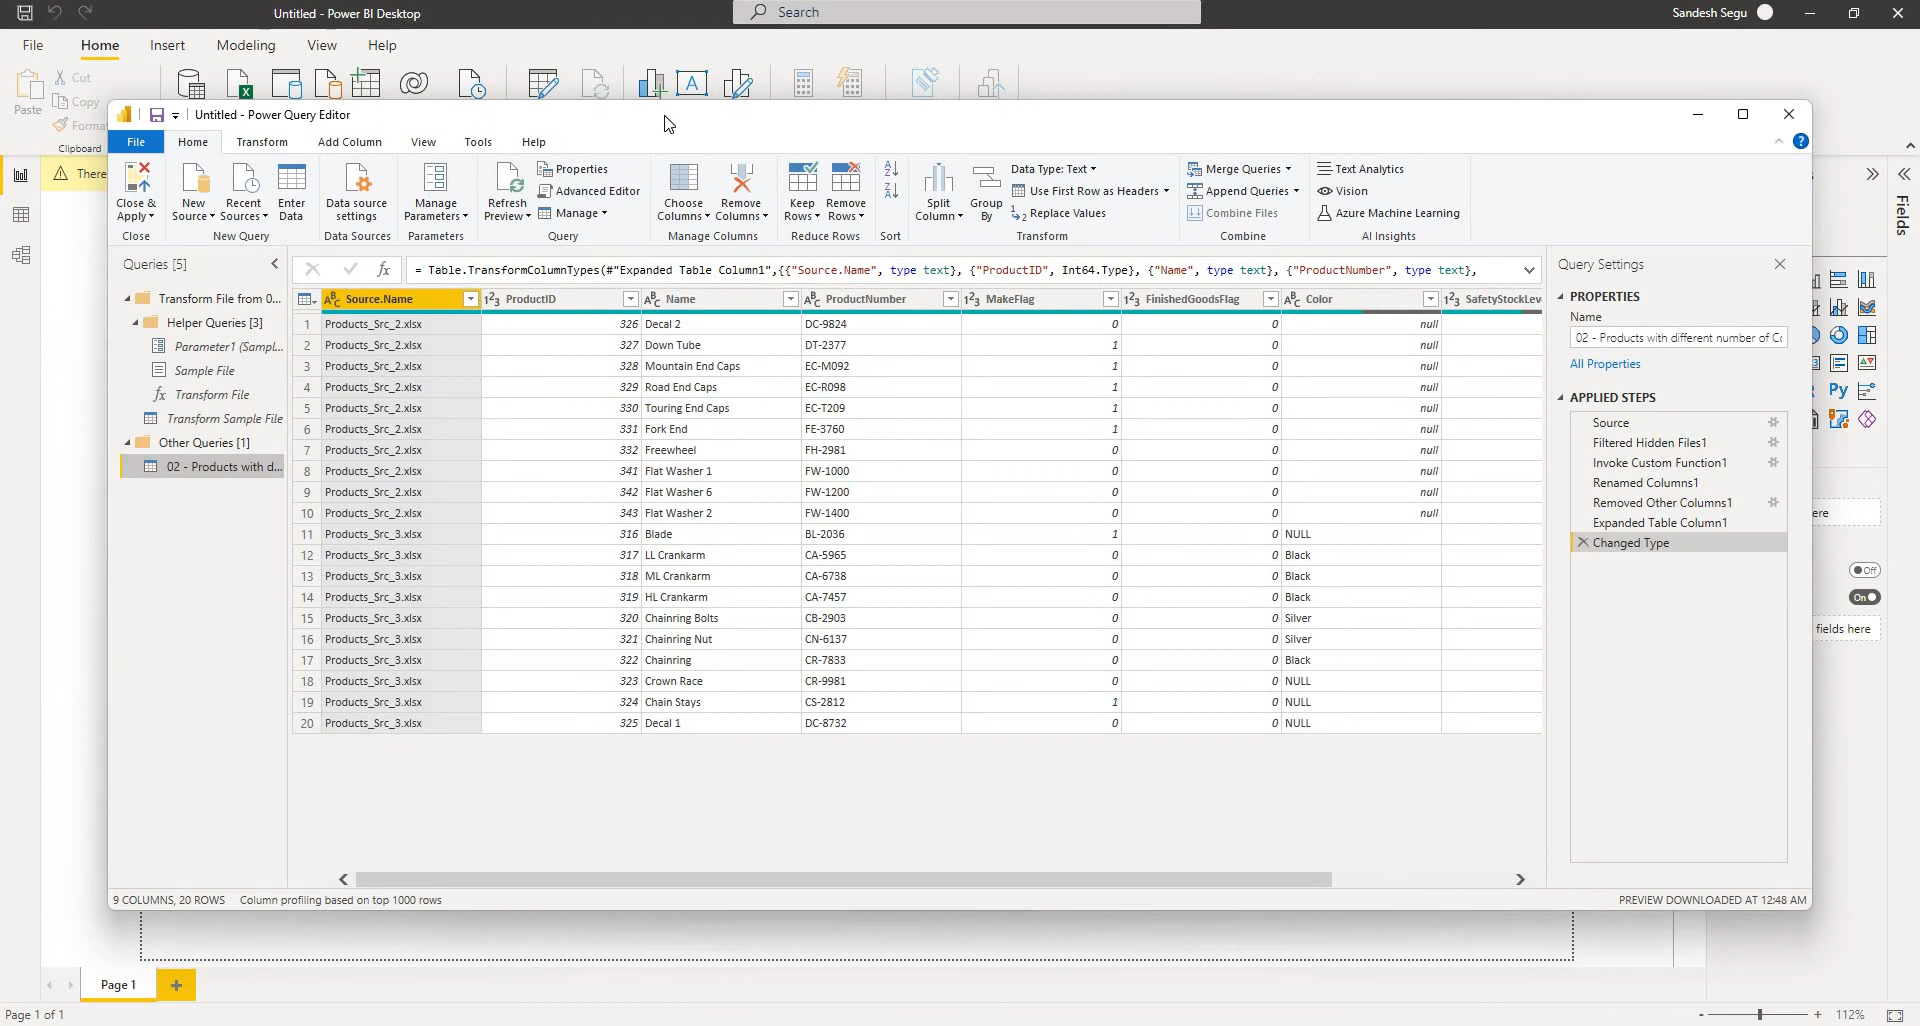 Untitled - Power BI Desktop
Search
Sandesh Segu
File Home Insert Modeling View Help
Paste
Cut
Copy
Clipboard
There
Untitled - Power Query Editor
File Home Transform Add Column View Tools Help
Close & Apply
New Source
Recent Sources
Enter Data
Data source settings
Manage Parameters
Refresh Preview
Properties
Advanced Editor
Manage
Choose Columns
Remove Columns
Keep Rows
Remove Rows
Split Column
Group By
Data Type: Text
Use First Row as Headers
Replace Values
Merge Queries
Append Queries
Combine Files
Text Analytics
Vision
Azure Machine Learning
Close New Query Data Sources Parameters Query Manage Columns Reduce Rows Sort Transform Combine AI Insights
Queries [5]
Transform File from 0...
Helper Queries [3]
Parameter1 (Sampl...
Sample File
Transform File
Transform Sample File
Other Queries [1]
02 - Products with d...
= Table.TransformColumnTypes(#"Expanded Table Column1",{{"Source.Name", type text}, {"ProductID", Int64.Type}, {"Name", type text}, {"ProductNumber", type text},
Source.Name ProductID Name ProductNumber MakeFlag FinishedGoodsFlag Color SafetyStockLev
1 Products_Src_2.xlsx 326 Decal 2 DC-9824 0 0 null
2 Products_Src_2.xlsx 327 Down Tube DT-2377 1 0 null
3 Products_Src_2.xlsx 328 Mountain End Caps EC-M092 1 0 null
4 Products_Src_2.xlsx 329 Road End Caps EC-R098 1 0 null
5 Products_Src_2.xlsx 330 Touring End Caps EC-T209 1 0 null
6 Products_Src_2.xlsx 331 Fork End FE-3760 1 0 null
7 Products_Src_2.xlsx 332 Freewheel FH-2981 0 0 null
8 Products_Src_2.xlsx 341 Flat Washer 1 FW-1000 0 0 null
9 Products_Src_2.xlsx 342 Flat Washer 6 FW-1200 0 0 null
10 Products_Src_2.xlsx 343 Flat Washer 2 FW-1400 0 0 null
11 Products_Src_3.xlsx 316 Blade BL-2036 1 0 NULL
12 Products_Src_3.xlsx 317 LL Crankarm CA-5965 0 0 Black
13 Products_Src_3.xlsx 318 ML Crankarm CA-6738 0 0 Black
14 Products_Src_3.xlsx 319 HL Crankarm CA-7457 0 0 Black
15 Products_Src_3.xlsx 320 Chainring Bolts CB-2903 0 0 Silver
16 Products_Src_3.xlsx 321 Chainring Nut CN-6137 0 0 Silver
17 Products_Src_3.xlsx 322 Chainring CR-7833 0 0 Black
18 Products_Src_3.xlsx 323 Crown Race CR-9981 0 0 NULL
19 Products_Src_3.xlsx 324 Chain Stays CS-2812 1 0 NULL
20 Products_Src_3.xlsx 325 Decal 1 DC-8732 0 0 NULL
Query Settings
PROPERTIES
Name
02 - Products with different number of Cc
All Properties
APPLIED STEPS
Source
Filtered Hidden Files1
Invoke Custom Function1
Renamed Columns1
Removed Other Columns1
Expanded Table Column1
Changed Type
Fields
Py
ere
Off
On
fields here
9 COLUMNS, 20 ROWS Column profiling based on top 1000 rows
PREVIEW DOWNLOADED AT 12:48 AM
Page 1
Page 1 of 1
112%